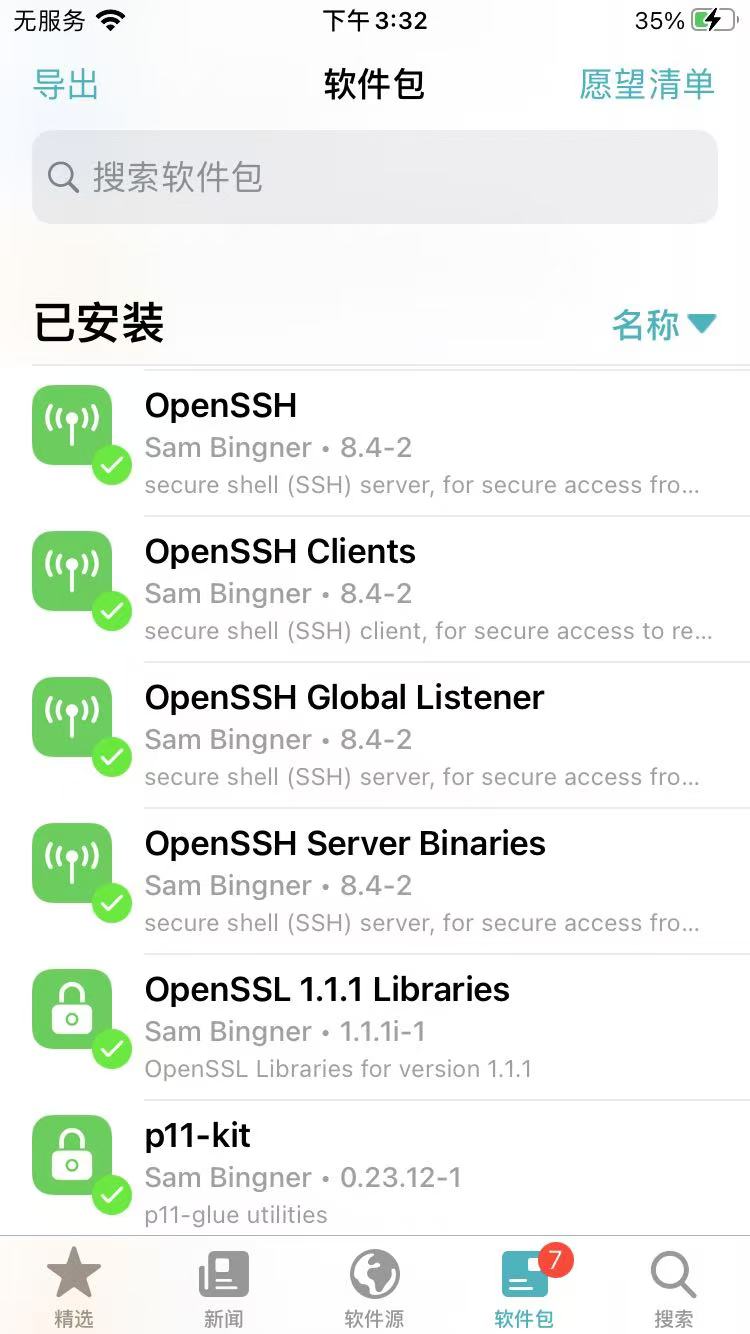 无服务 下午3:32 35%
导出 软件包 愿望清单
搜索软件包
已安装 名称
OpenSSH
Sam Bingner • 8.4-2
secure shell (SSH) server, for secure access fro...
OpenSSH Clients
Sam Bingner • 8.4-2
secure shell (SSH) client, for secure access to re...
OpenSSH Global Listener
Sam Bingner • 8.4-2
secure shell (SSH) server, for secure access fro...
OpenSSH Server Binaries
Sam Bingner • 8.4-2
secure shell (SSH) server, for secure access fro...
OpenSSL 1.1.1 Libraries
Sam Bingner • 1.1.1i-1
OpenSSL Libraries for version 1.1.1
p11-kit
Sam Bingner • 0.23.12-1
p11-glue utilities
7
精选 新闻 软件源 软件包 搜索